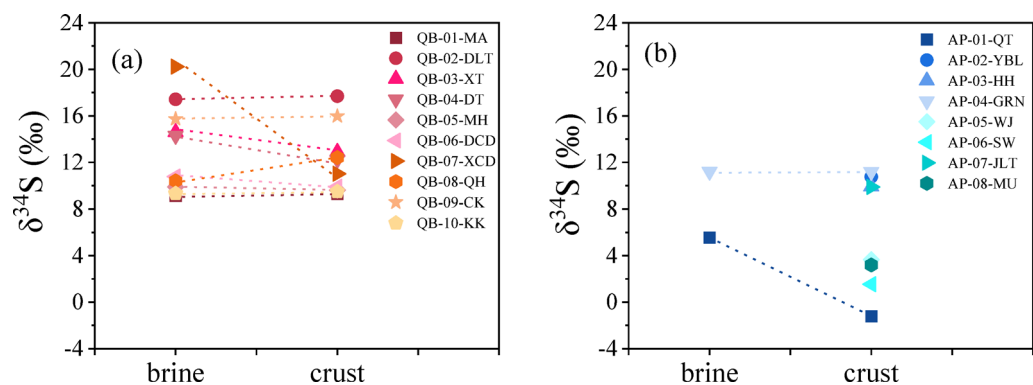 (a)
δ³⁴S (‰)
24
20
16
12
8
4
0
-4
brine
crust
QB-01-MA
QB-02-DLT
QB-03-XT
QB-04-DT
QB-05-MH
QB-06-DCD
QB-07-XCD
QB-08-QH
QB-09-CK
QB-10-KK
(b)
δ³⁴S (‰)
24
20
16
12
8
4
0
-4
brine
crust
AP-01-QT
AP-02-YBL
AP-03-HH
AP-04-GRN
AP-05-WJ
AP-06-SW
AP-07-JLT
AP-08-MU